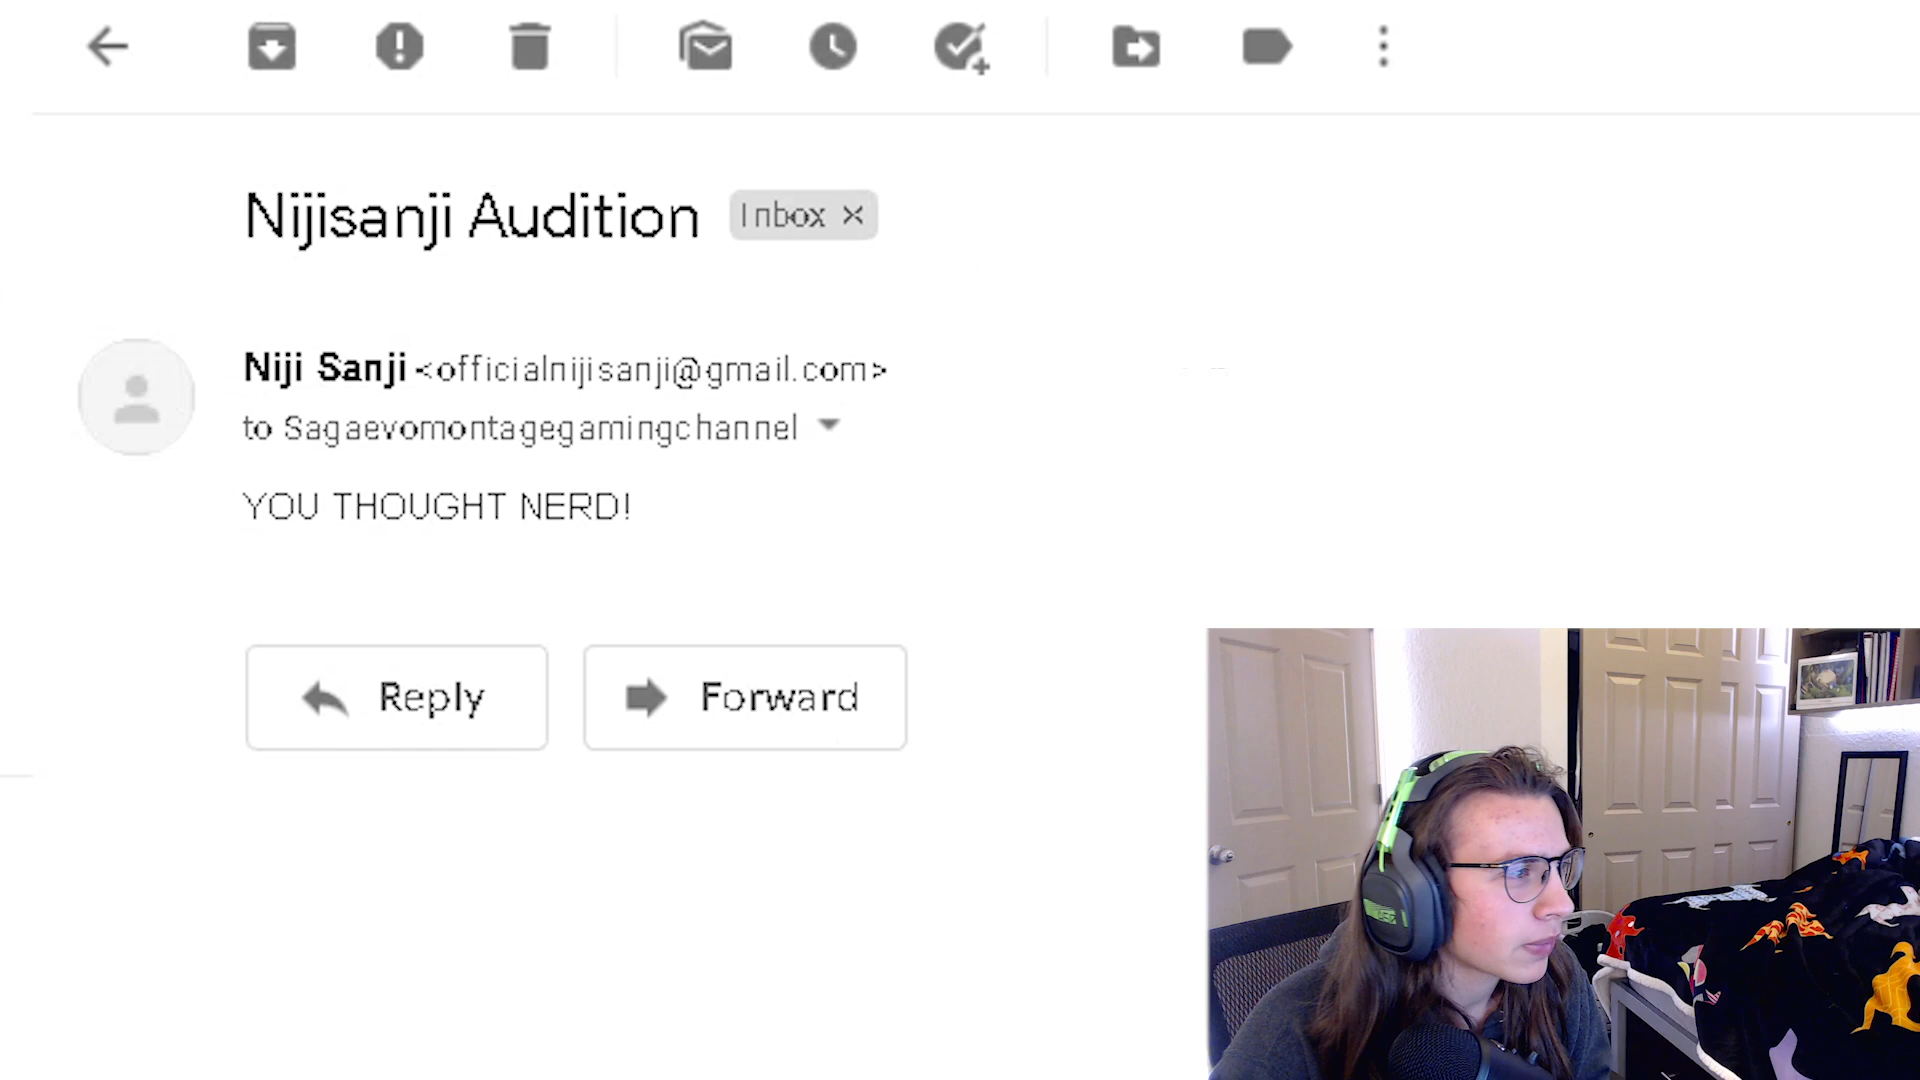 Nijisanji Audition Inbox ×
Niji Sanji <officialnijisanji@gmail.com>
to Sagaevomontagegamingchannel
YOU THOUGHT NERD!
Reply Forward